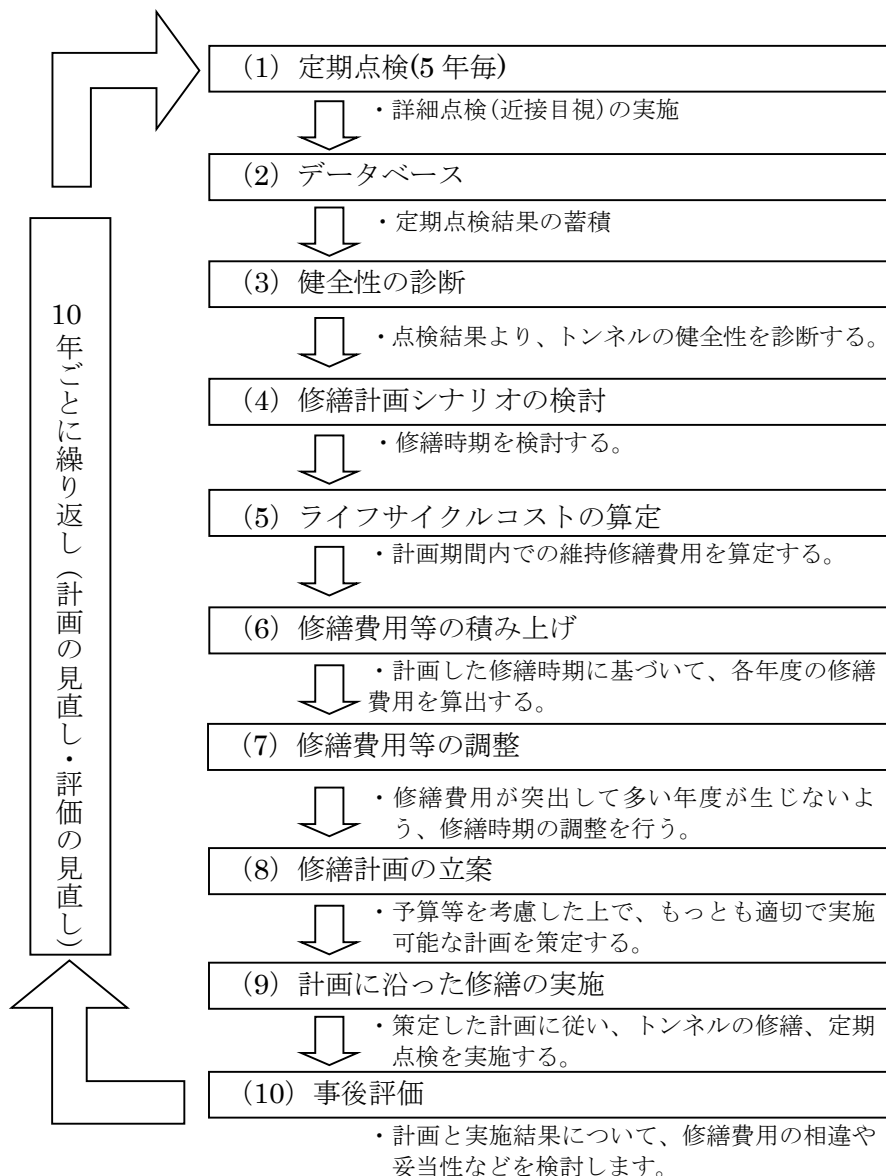 (1) 定期点検(5 年毎)
・詳細点検(近接目視)の実施
(2) データベース
・定期点検結果の蓄積
(3) 健全性の診断
・点検結果より、トンネルの健全性を診断する。
(4) 修繕計画シナリオの検討
・修繕時期を検討する。
(5) ライフサイクルコストの算定
・計画期間内での維持修繕費用を算定する。
(6) 修繕費用等の積み上げ
・計画した修繕時期に基づいて、各年度の修繕
費用を算出する。
(7) 修繕費用等の調整
・修繕費用が突出して多い年度が生じないよ
う、修繕時期の調整を行う。
(8) 修繕計画の立案
・予算等を考慮した上で、もっとも適切で実施
可能な計画を策定する。
(9) 計画に沿った修繕の実施
・策定した計画に従い、トンネルの修繕、定期
点検を実施する。
(10) 事後評価
・計画と実施結果について、修繕費用の相違や
妥当性などを検討します。
10年ごとに繰り返し(計画の見直し・評価の見直し)